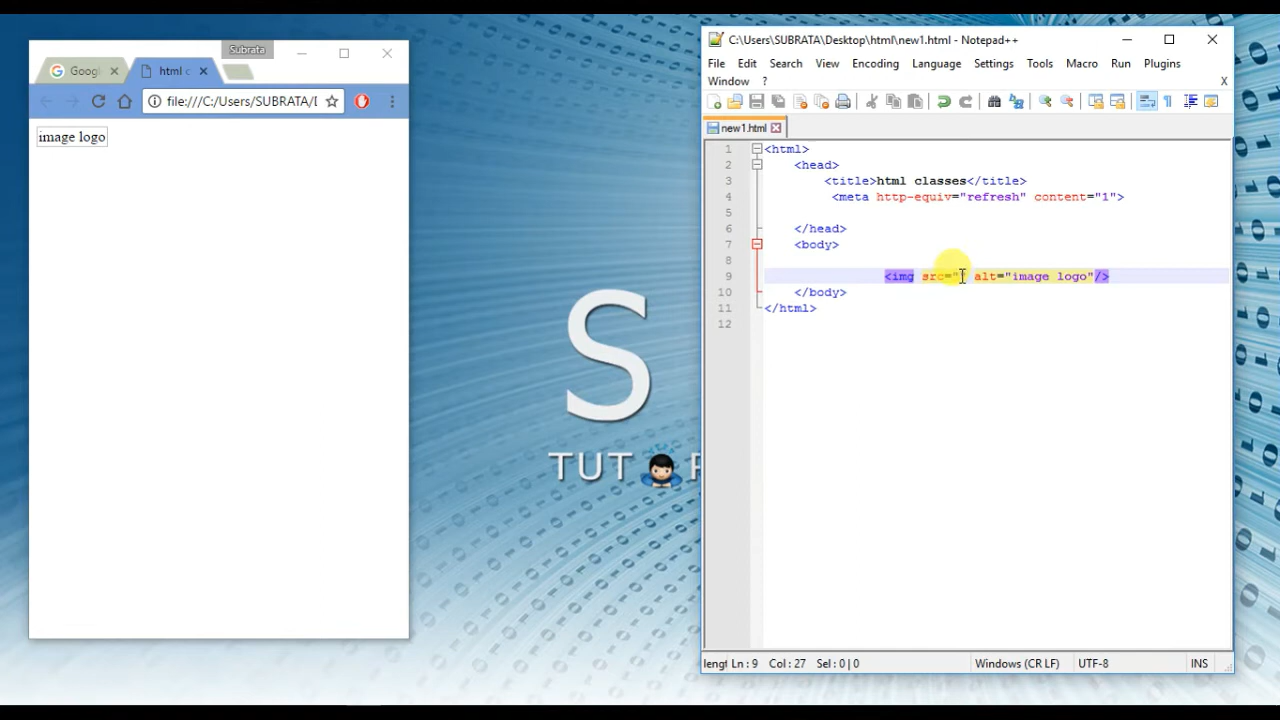 Subrata
Googl
html c
file:///C:/Users/SUBRATA/D
image logo
S
TUT
C:\Users\SUBRATA\Desktop\html\new1.html - Notepad++
File Edit Search View Encoding Language Settings Tools Macro Run Plugins
Window ? X
new1.html
1 <html>
2 <head>
3 <title>html classes</title>
4 <meta http-equiv="refresh" content="1">
5
6 </head>
7 <body>
8
9 <img src="" alt="image logo"/>
10 </body>
11 </html>
12
lengt Ln : 9 Col : 27 Sel : 0 | 0 Windows (CR LF) UTF-8 INS